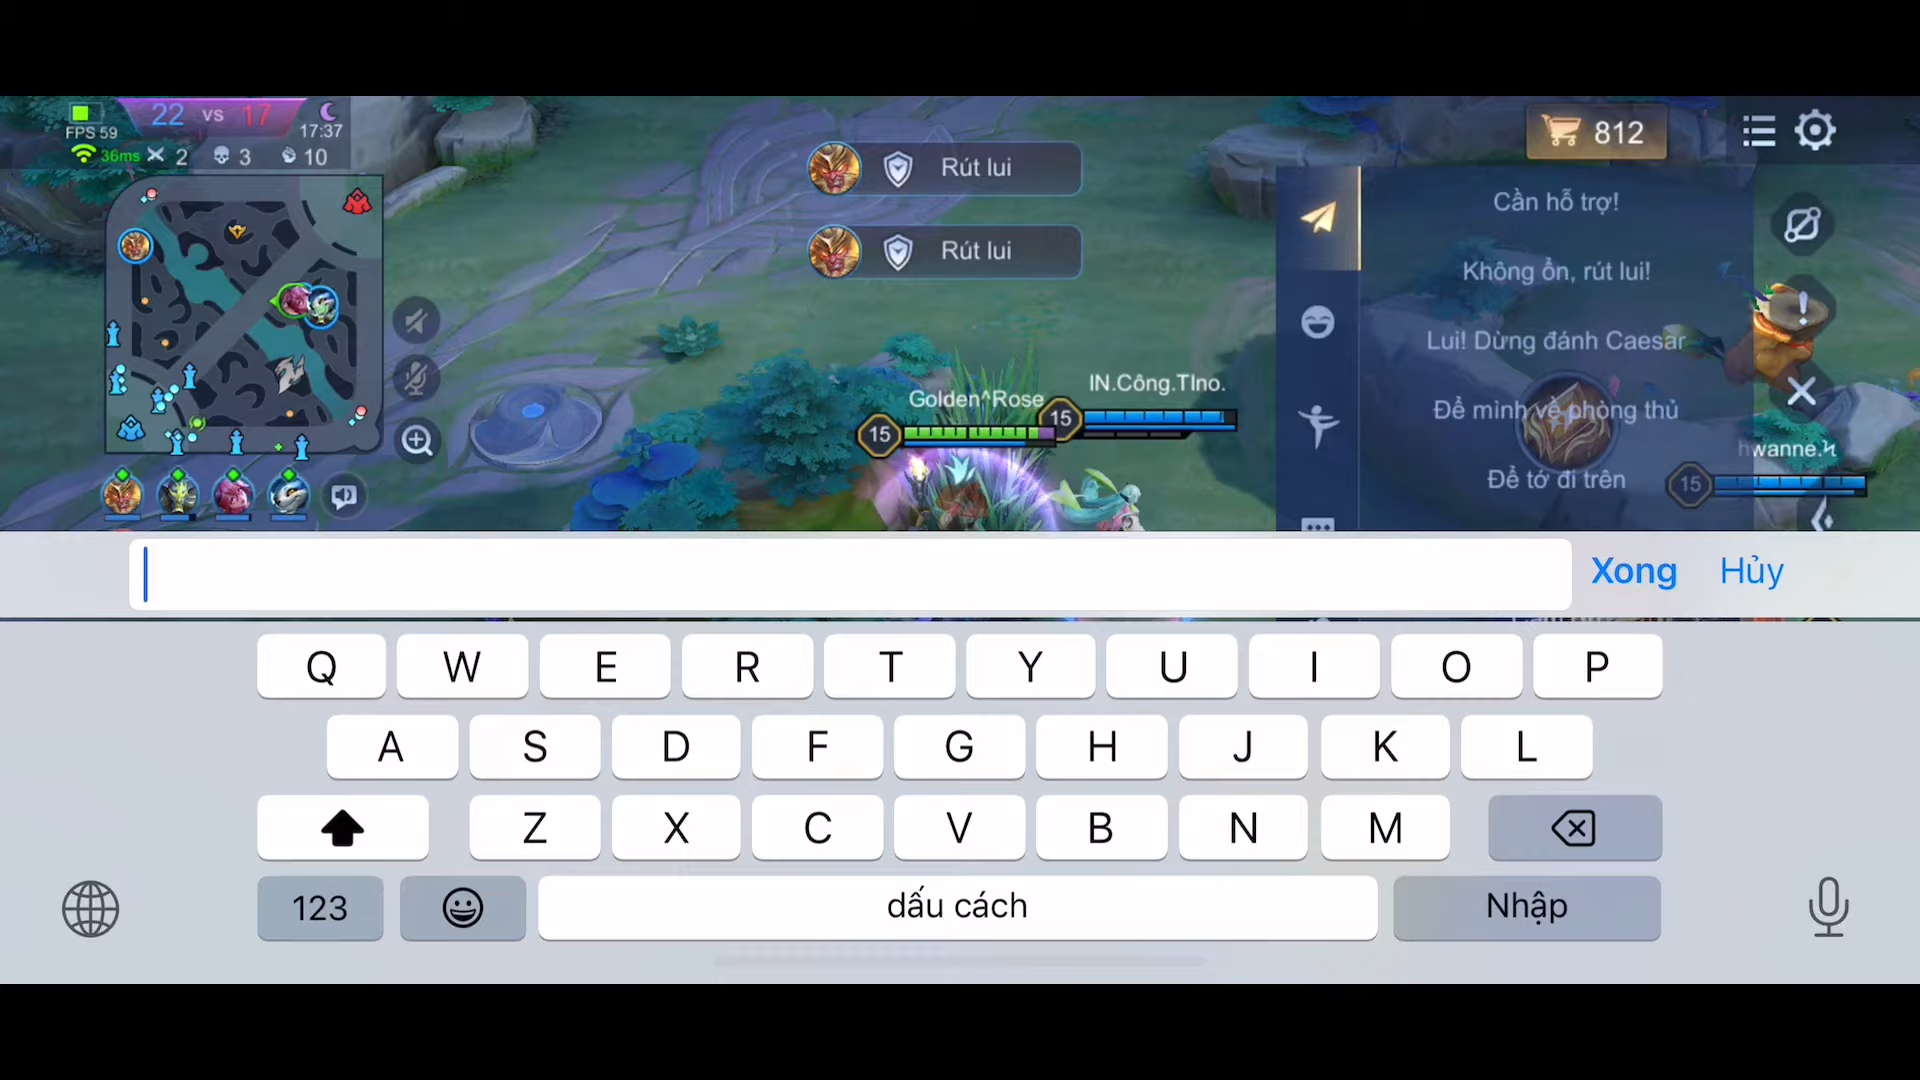 22 vs 17
17:37
FPS 59
36ms
2
3
10
Rút lui
Rút lui
812
Cần hỗ trợ!
Không ổn, rút lui!
Lui! Dừng đánh Caesar
Để mình về phòng thủ
Để tớ đi trên
Golden^Rose
15
IN.Công.TIno.
15
15
Xong
Hủy
Q W E R T Y U I O P
A S D F G H J K L
Z X C V B N M
123
dấu cách
Nhập